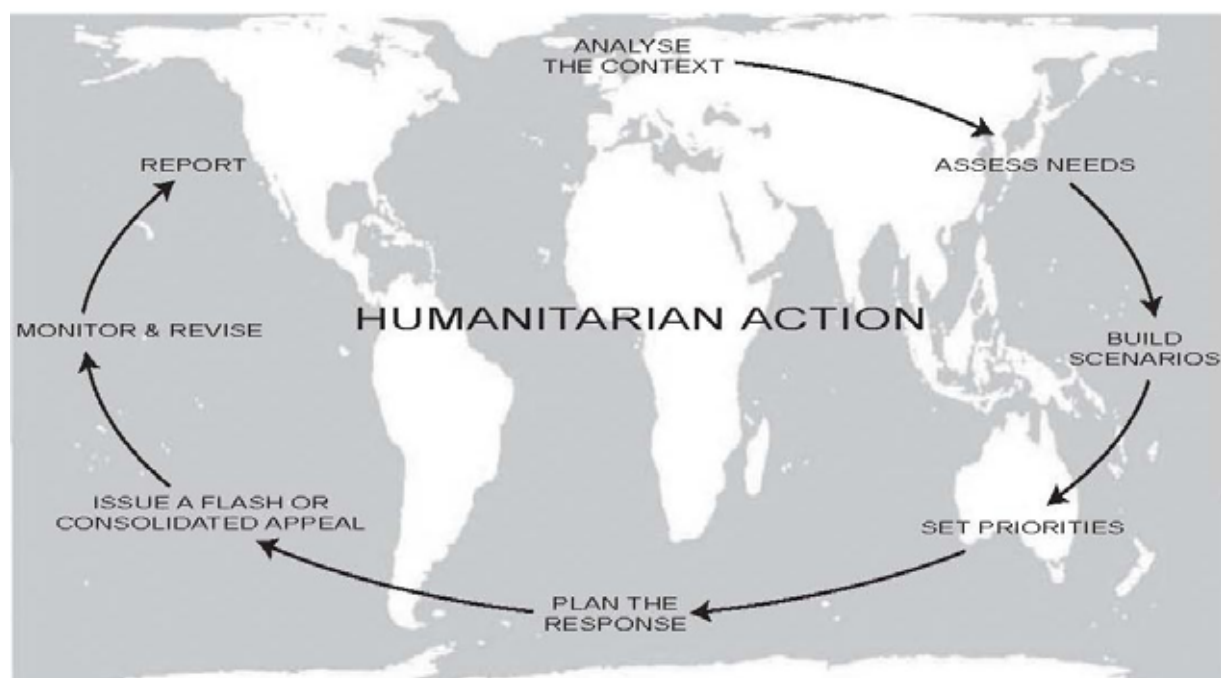 ANALYSE
THE CONTEXT
ASSESS NEEDS
BUILD
SCENARIOS
SET PRIORITIES
PLAN THE
RESPONSE
ISSUE A FLASH OR
CONSOLIDATED APPEAL
MONITOR & REVISE
REPORT
HUMANITARIAN ACTION